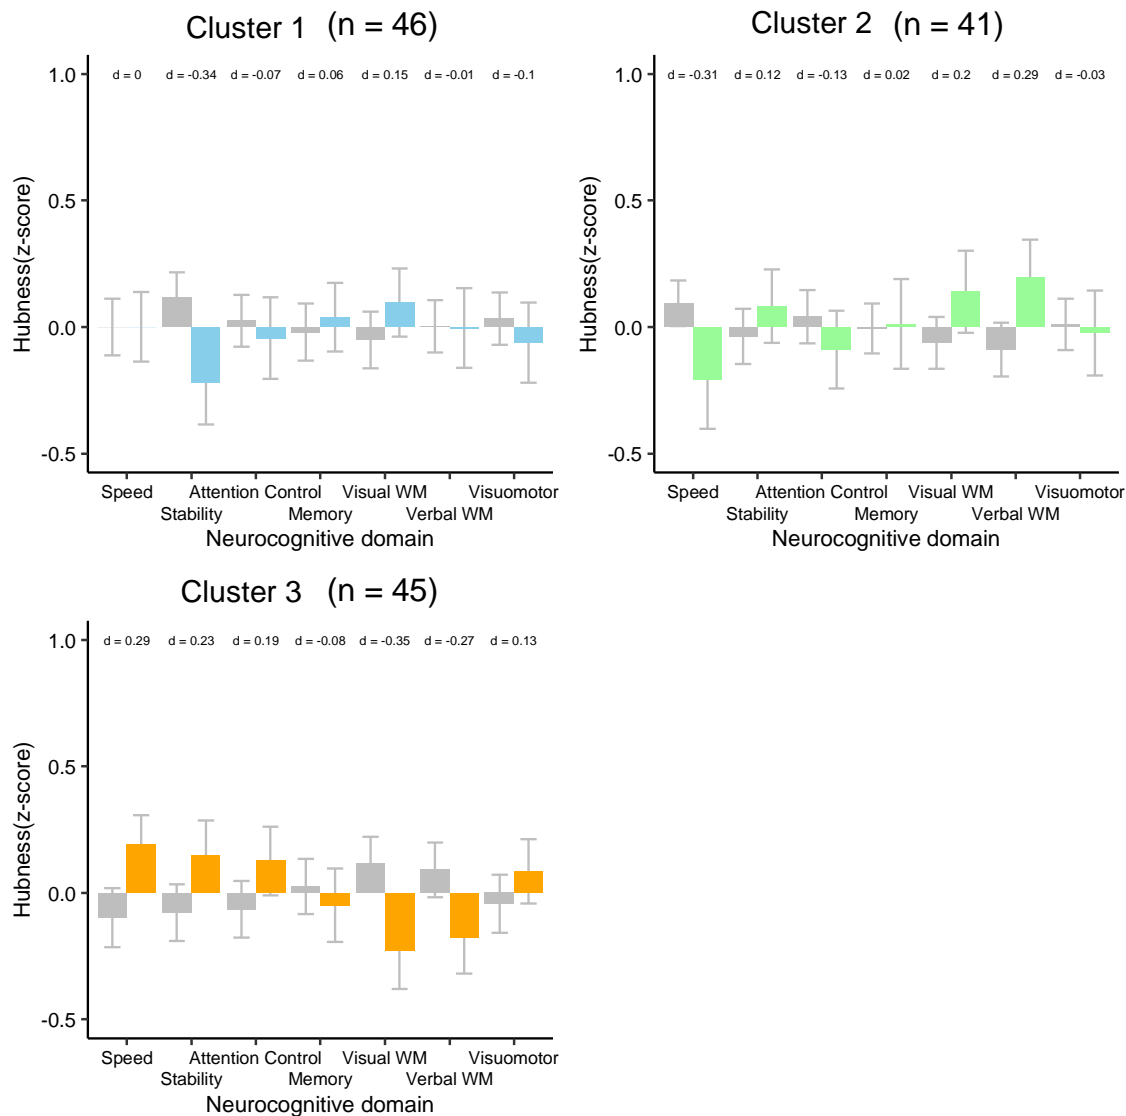 Cluster 1 (n = 46)
d = 0 d = -0.34 d = -0.07 d = 0.06 d = 0.15 d = -0.01 d = -0.1
1.0
0.5
0.0
-0.5
Hubness(z-score)
Speed Attention Control Visual WM Visuomotor
Stability Memory Verbal WM
Neurocognitive domain
Cluster 2 (n = 41)
d = -0.31 d = 0.12 d = -0.13 d = 0.02 d = 0.2 d = 0.29 d = -0.03
1.0
0.5
0.0
-0.5
Hubness(z-score)
Speed Attention Control Visual WM Visuomotor
Stability Memory Verbal WM
Neurocognitive domain
Cluster 3 (n = 45)
d = 0.29 d = 0.23 d = 0.19 d = -0.08 d = -0.35 d = -0.27 d = 0.13
1.0
0.5
0.0
-0.5
Hubness(z-score)
Speed Attention Control Visual WM Visuomotor
Stability Memory Verbal WM
Neurocognitive domain